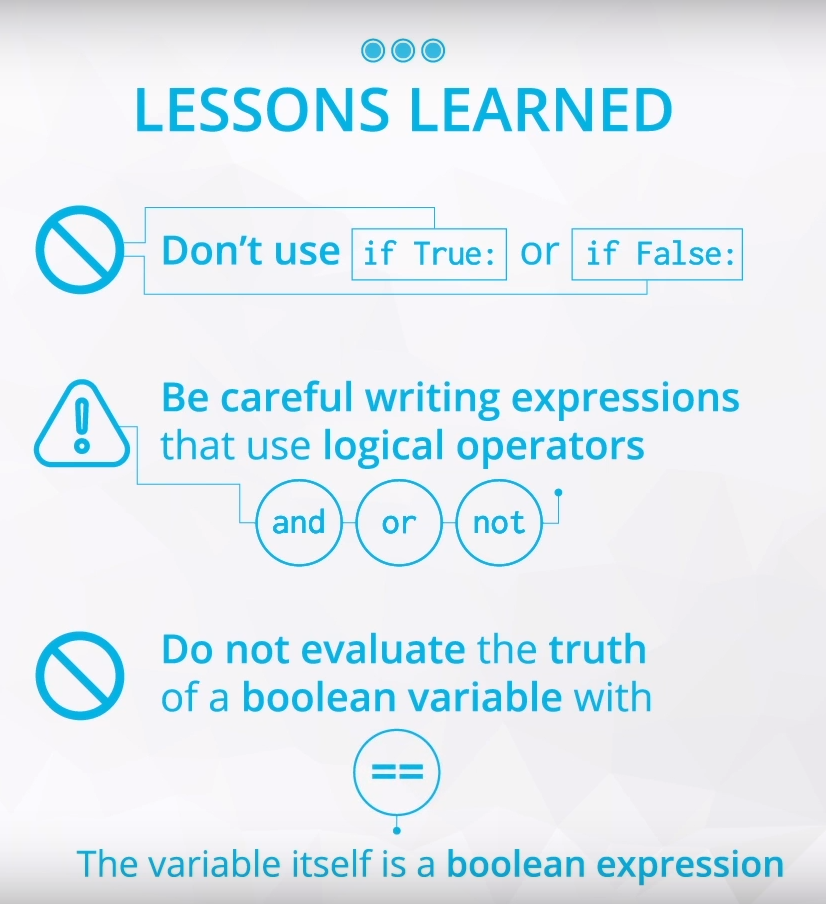 LESSONS LEARNED
Don’t use if True: or if False:
Be careful writing expressions
that use logical operators
and or not
Do not evaluate the truth
of a boolean variable with
==
The variable itself is a boolean expression